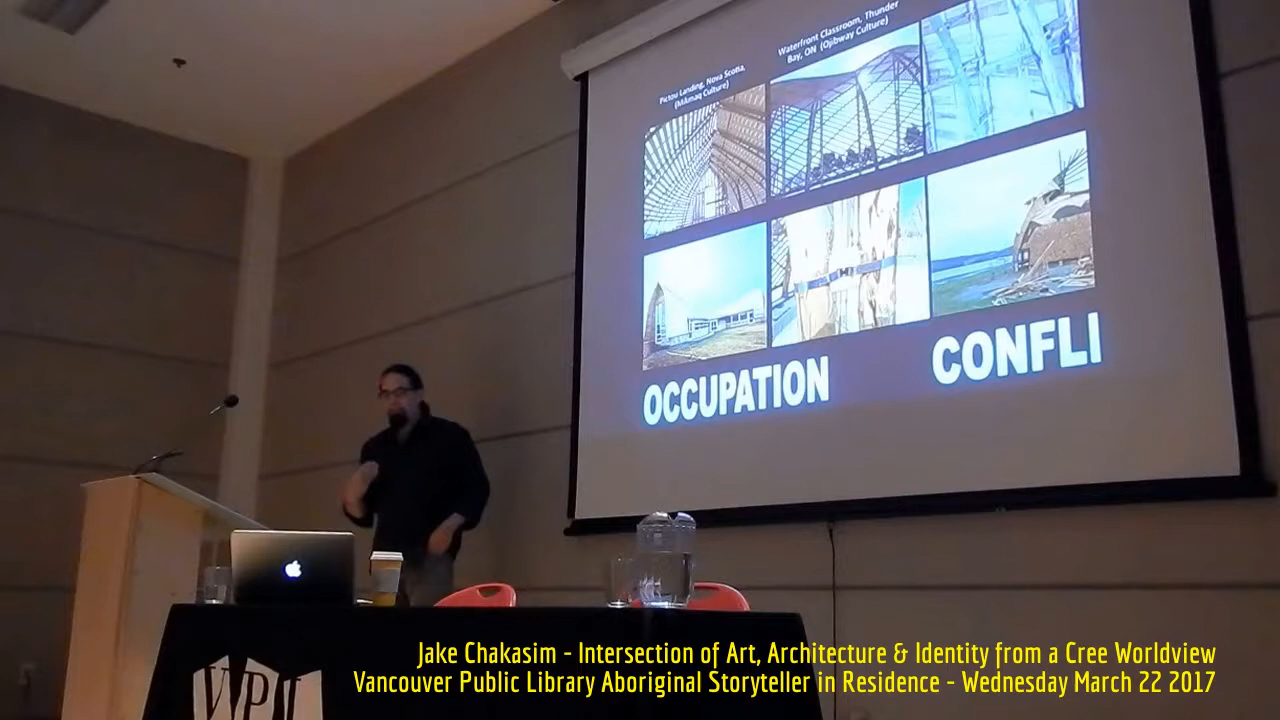 Pictou Landing, Nova Scotia,
(Mi'kmaq Culture)
Waterfront Classroom, Thunder
Bay, ON (Ojibway Culture)
OCCUPATION
CONFLI
VPL
Jake Chakasim - Intersection of Art, Architecture & Identity from a Cree Worldview
Vancouver Public Library Aboriginal Storyteller in Residence - Wednesday March 22 2017